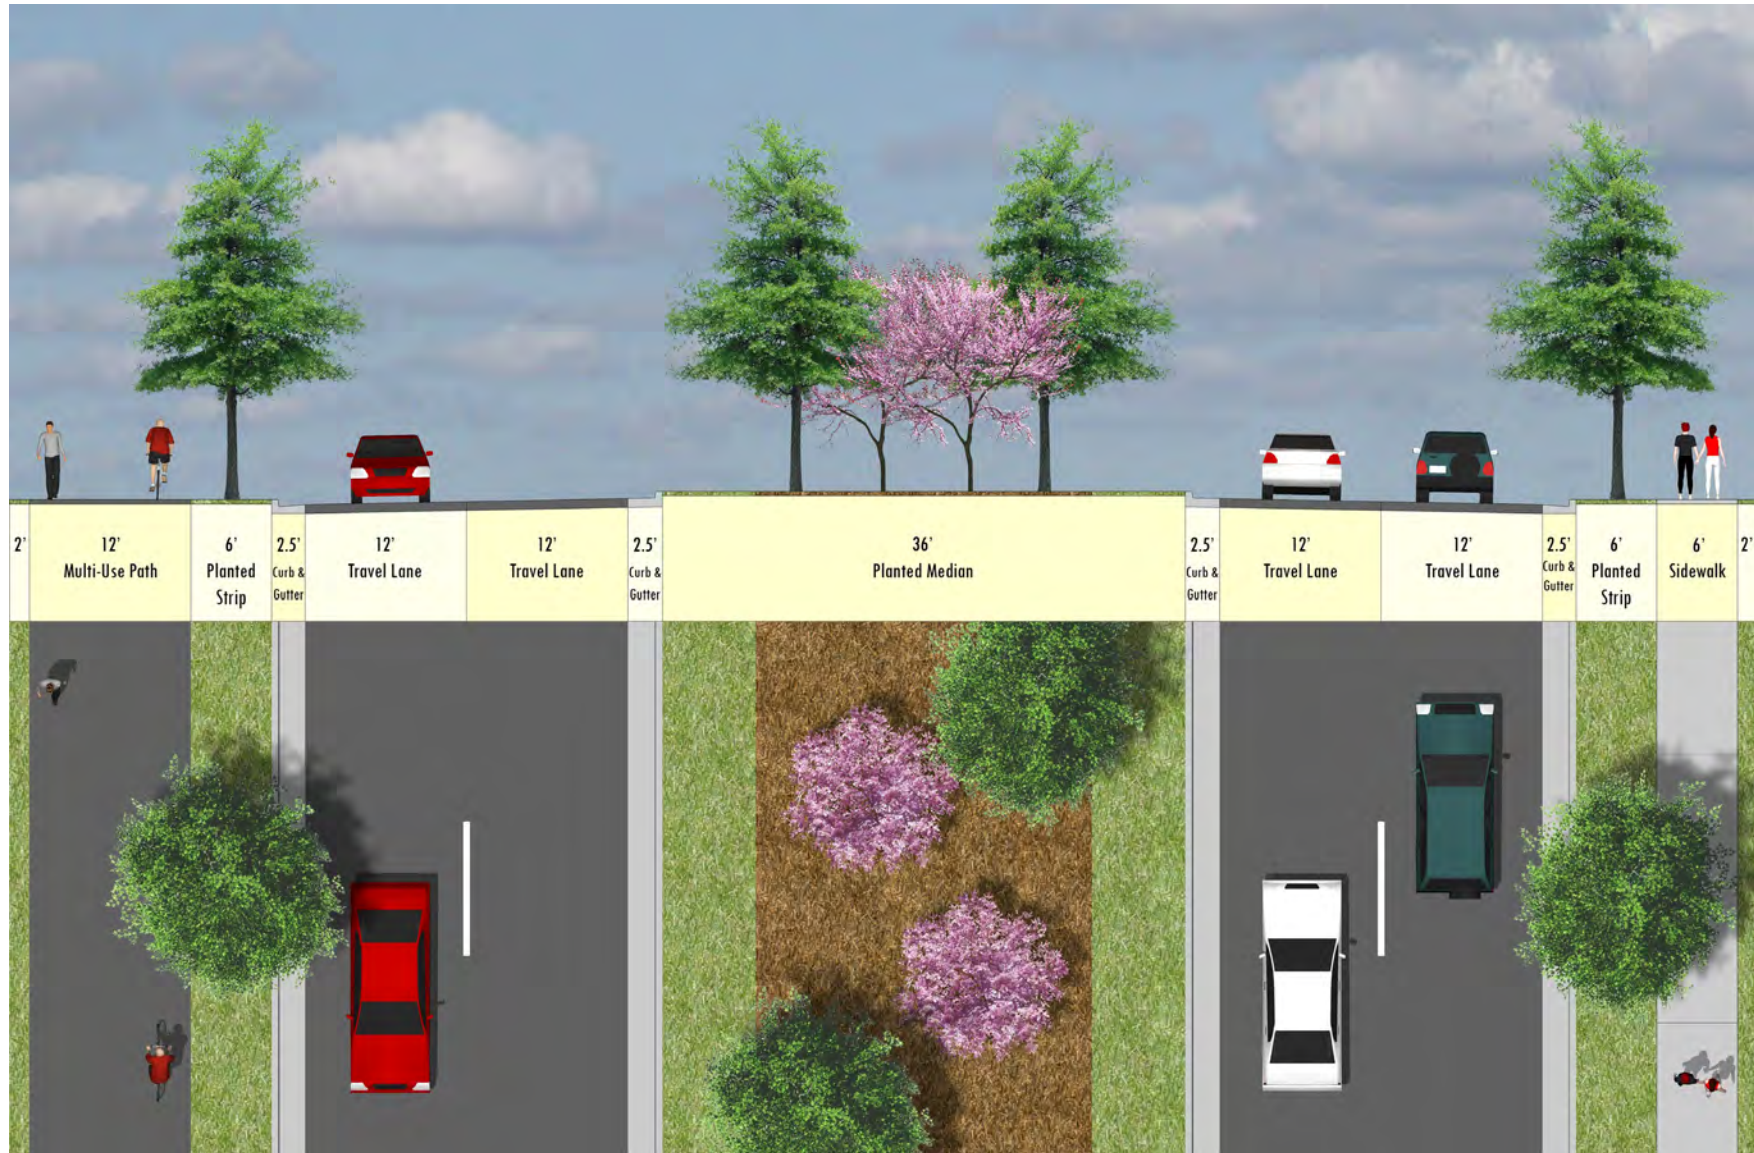 2'
12'
Multi-Use Path
6'
Planted
Strip
2.5'
Curb &
Gutter
12'
Travel Lane
12'
Travel Lane
2.5'
Curb &
Gutter
36'
Planted Median
2.5'
Curb &
Gutter
12'
Travel Lane
12'
Travel Lane
2.5'
Curb &
Gutter
6'
Planted
Strip
6'
Sidewalk
2'